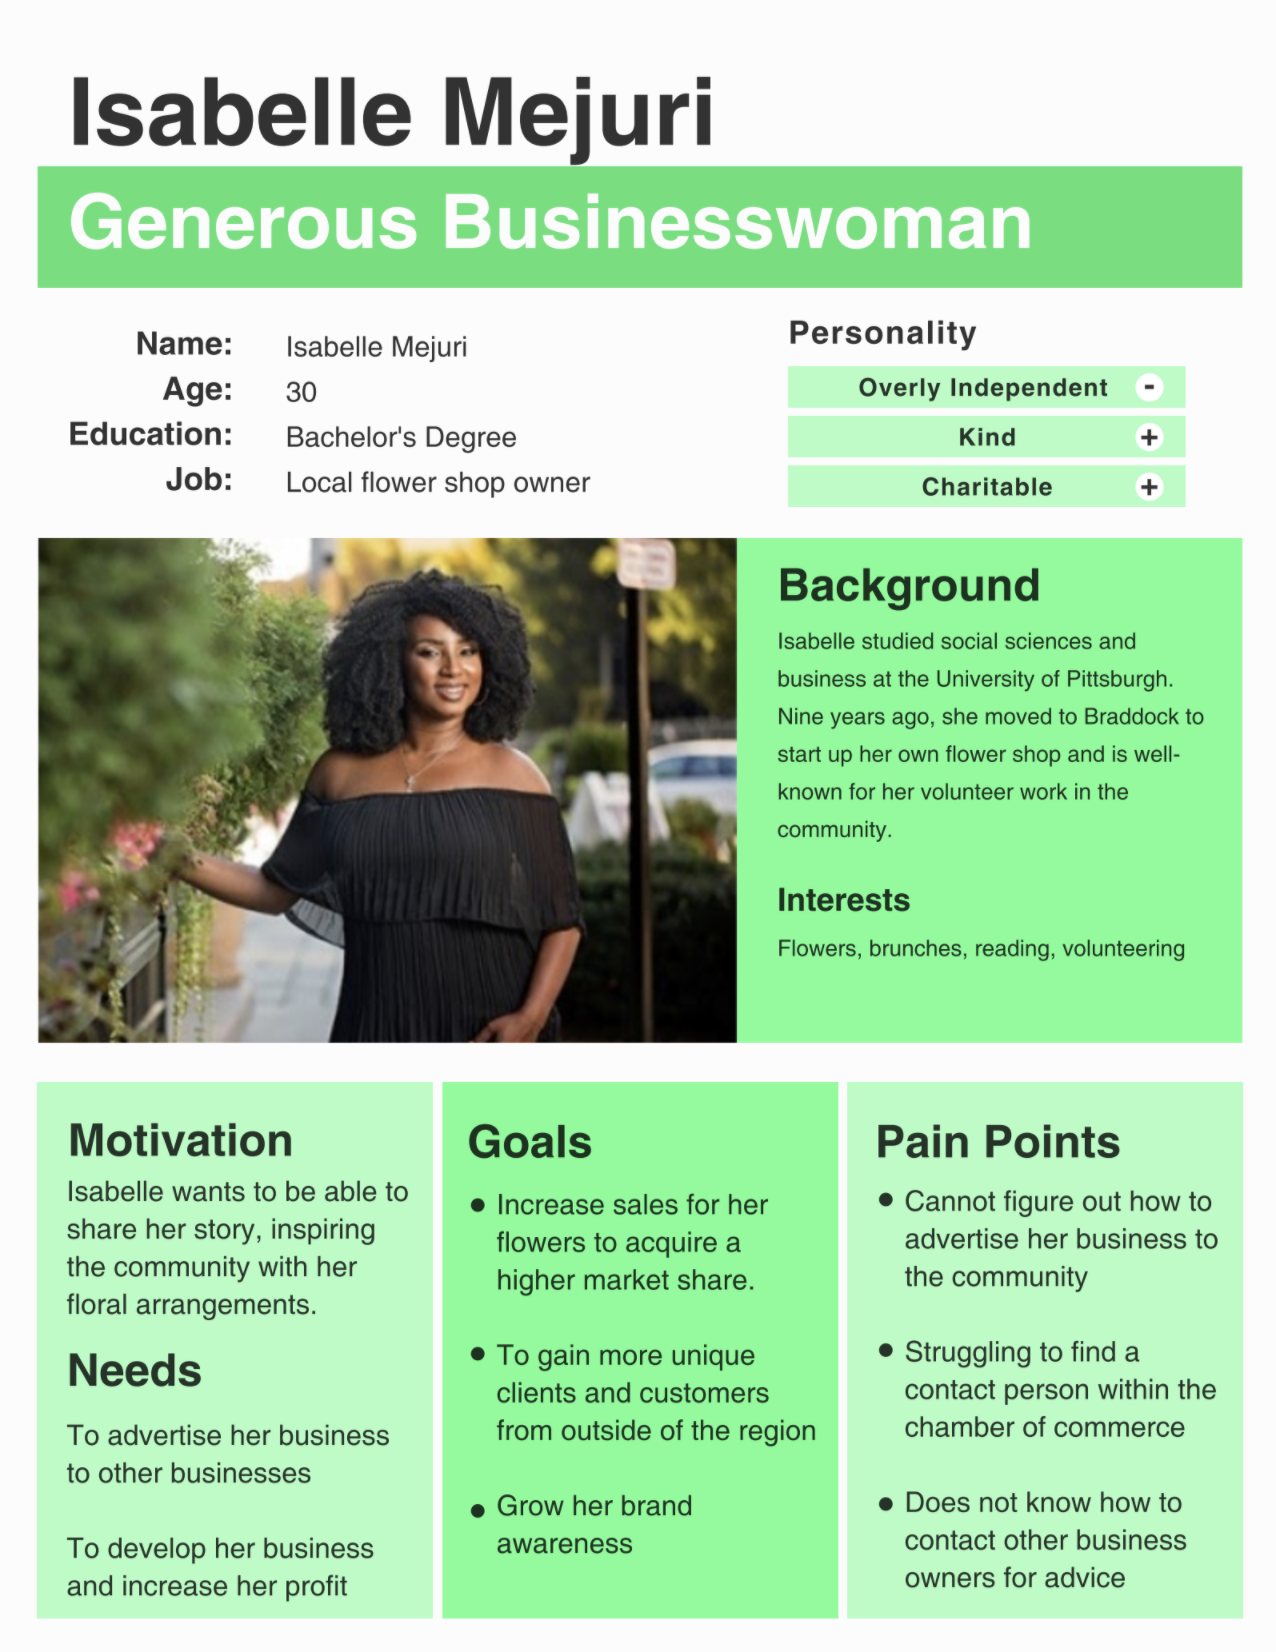 Isabelle Mejuri
Generous Businesswoman
Name: Isabelle Mejuri
Age: 30
Education: Bachelor's Degree
Job: Local flower shop owner
Personality
Overly Independent -
Kind +
Charitable +
Background
Isabelle studied social sciences and
business at the University of Pittsburgh.
Nine years ago, she moved to Braddock to
start up her own flower shop and is well-
known for her volunteer work in the
community.
Interests
Flowers, brunches, reading, volunteering
Motivation
Isabelle wants to be able to
share her story, inspiring
the community with her
floral arrangements.
Needs
To advertise her business
to other businesses
To develop her business
and increase her profit
Goals
• Increase sales for her
flowers to acquire a
higher market share.
• To gain more unique
clients and customers
from outside of the region
• Grow her brand
awareness
Pain Points
• Cannot figure out how to
advertise her business to
the community
• Struggling to find a
contact person within the
chamber of commerce
• Does not know how to
contact other business
owners for advice